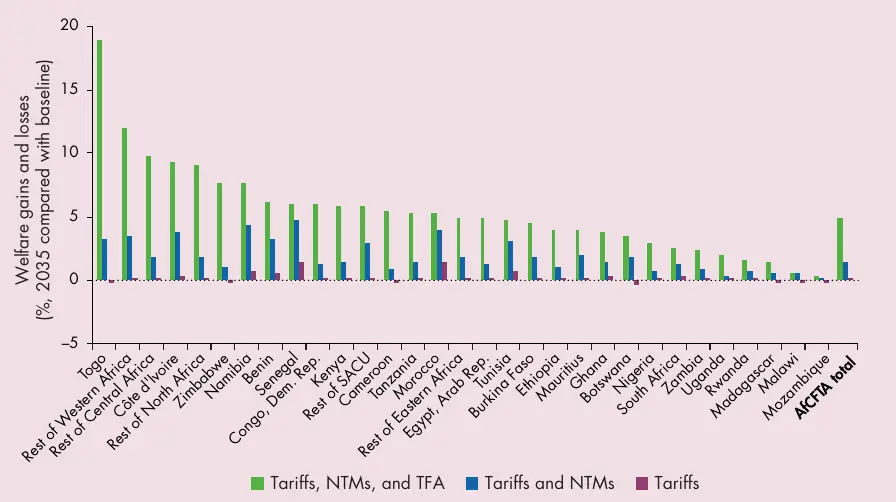 Welfare gains and losses
(%, 2035 compared with baseline)
20
15
10
5
0
–5
Togo
Rest of Western Africa
Rest of Central Africa
Côte d'Ivoire
Rest of North Africa
Zimbabwe
Namibia
Benin
Senegal
Congo, Dem. Rep.
Kenya
Rest of SACU
Cameroon
Tanzania
Morocco
Rest of Eastern Africa
Egypt, Arab Rep.
Tunisia
Burkina Faso
Ethiopia
Mauritius
Ghana
Botswana
Nigeria
South Africa
Zambia
Uganda
Rwanda
Madagascar
Malawi
Mozambique
AfCFTA total
Tariffs, NTMs, and TFA
Tariffs and NTMs
Tariffs